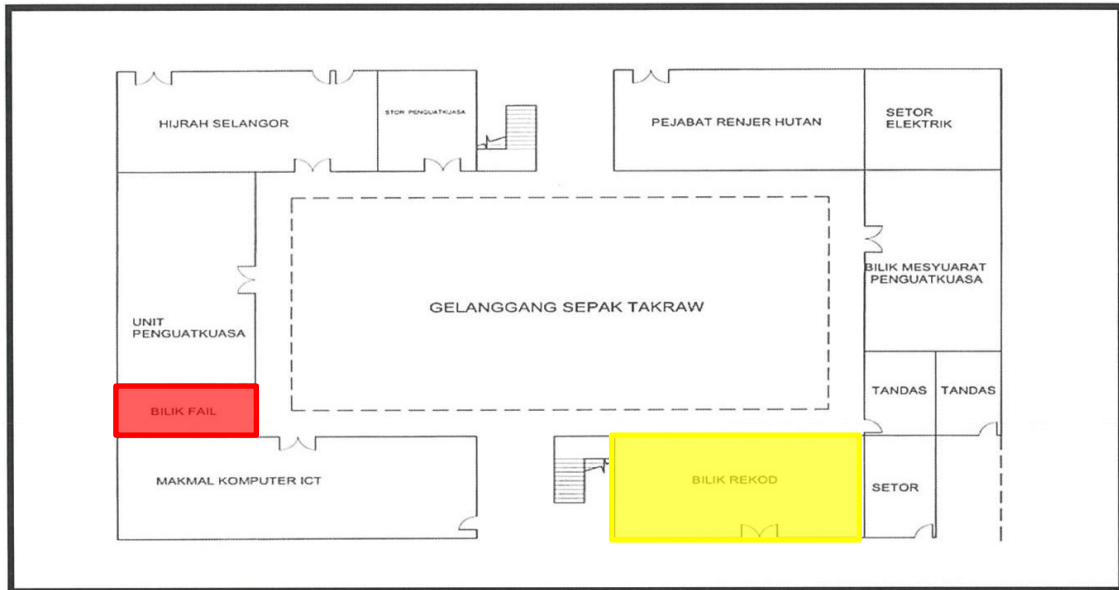 HIJRAH SELANGOR
STOR PENGUATKUASA
PEJABAT RENJER HUTAN
SETOR
ELEKTRIK
BILIK MESYUARAT
PENGUATKUASA
GELANGGANG SEPAK TAKRAW
UNIT
PENGUATKUASA
BILIK FAIL
TANDAS
TANDAS
MAKMAL KOMPUTER ICT
BILIK REKOD
SETOR